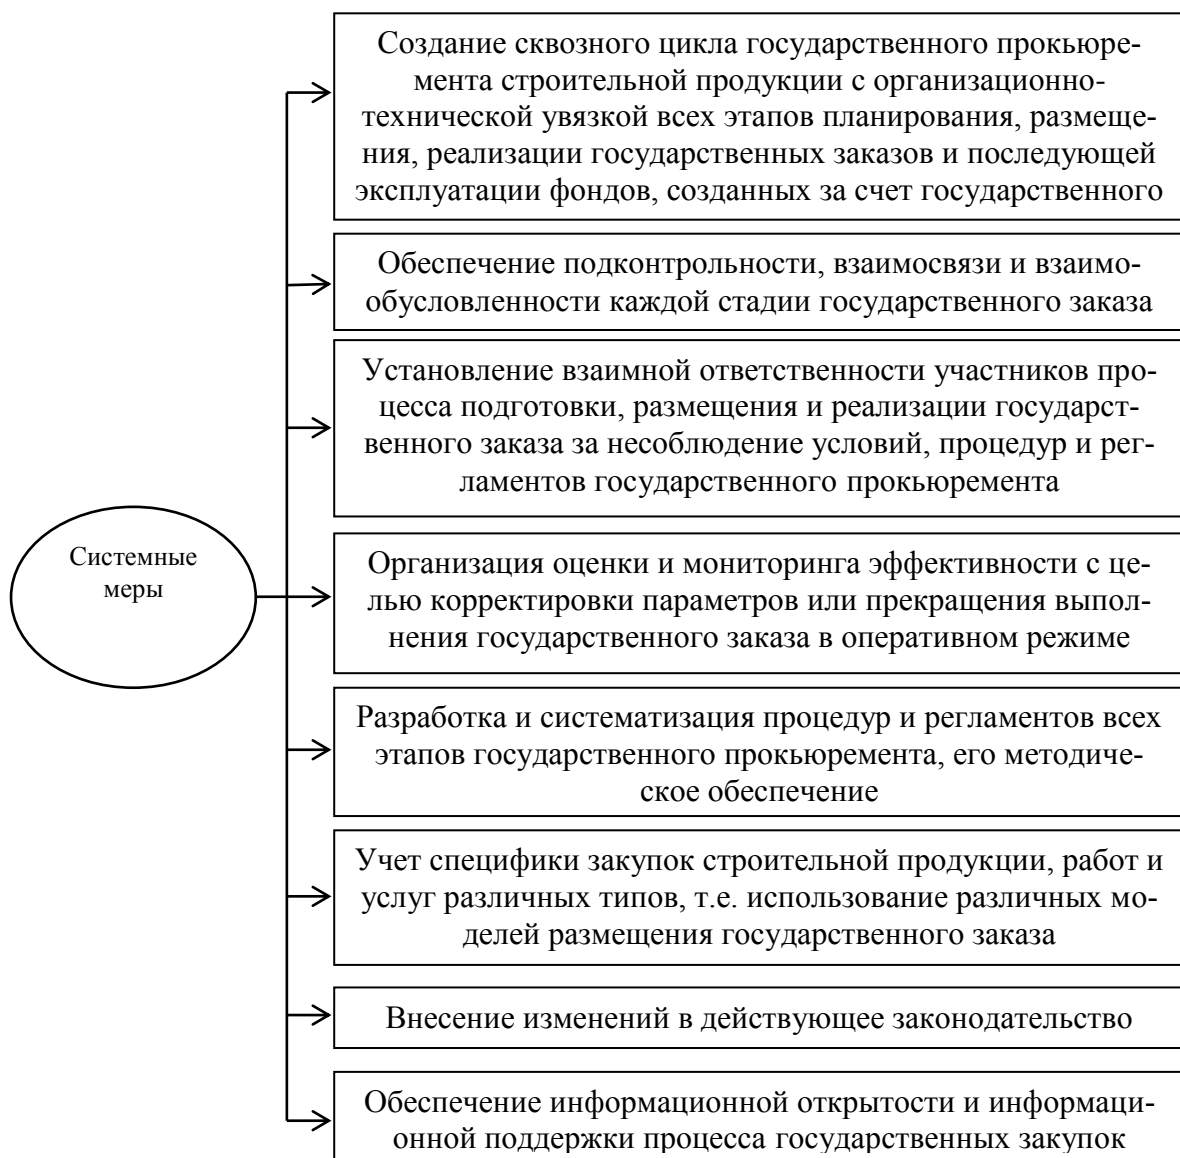 Создание сквозного цикла государственного прокьюре-
мента строительной продукции с организационно-
технической увязкой всех этапов планирования, размеще-
ния, реализации государственных заказов и последующей
эксплуатации фондов, созданных за счет государственного
Обеспечение подконтрольности, взаимосвязи и взаимо-
обусловленности каждой стадии государственного заказа
Установление взаимной ответственности участников про-
цесса подготовки, размещения и реализации государст-
венного заказа за несоблюдение условий, процедур и рег-
ламентов государственного прокьюремента
Системные
меры
Организация оценки и мониторинга эффективности с це-
лью корректировки параметров или прекращения выпол-
нения государственного заказа в оперативном режиме
Разработка и систематизация процедур и регламентов всех
этапов государственного прокьюремента, его методиче-
ское обеспечение
Учет специфики закупок строительной продукции, работ и
услуг различных типов, т.е. использование различных мо-
делей размещения государственного заказа
Внесение изменений в действующее законодательство
Обеспечение информационной открытости и информаци-
онной поддержки процесса государственных закупок